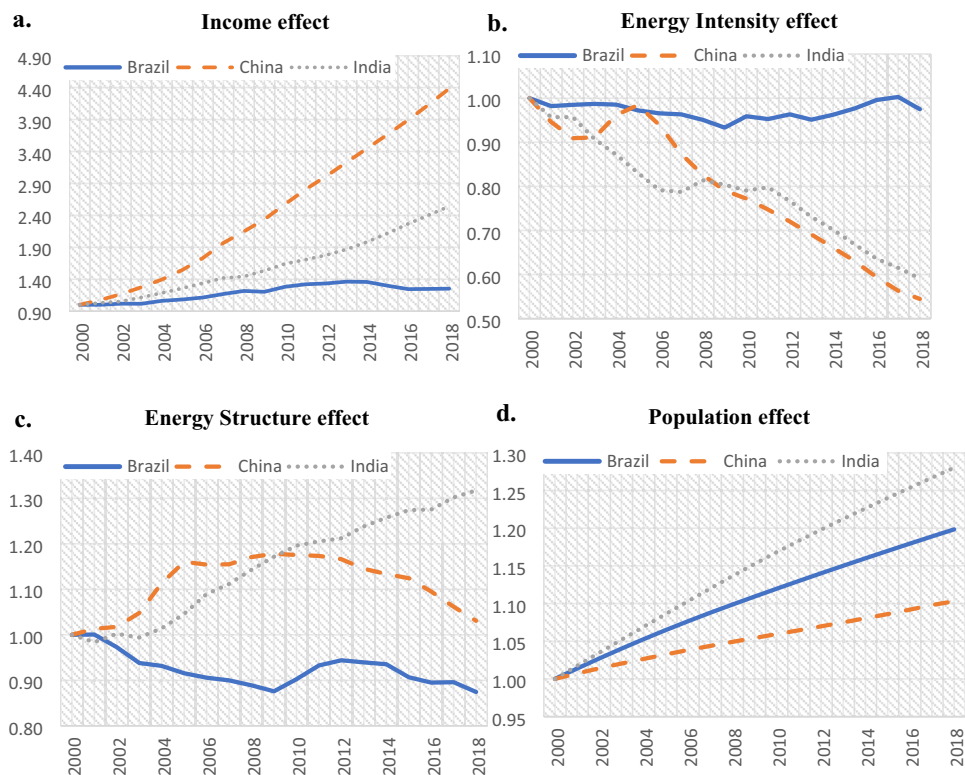 a.
Income effect
4.90
Brazil China India
4.40
3.90
3.40
2.90
2.40
1.90
1.40
0.90
2000 2002 2004 2006 2008 2010 2012 2014 2016 2018
b.
Energy Intensity effect
1.10
Brazil China India
1.00
0.90
0.80
0.70
0.60
0.50
2000 2002 2004 2006 2008 2010 2012 2014 2016 2018
c.
Energy Structure effect
1.40
Brazil China India
1.30
1.20
1.10
1.00
0.90
0.80
2000 2002 2004 2006 2008 2010 2012 2014 2016 2018
d.
Population effect
1.30
Brazil China India
1.25
1.20
1.15
1.10
1.05
1.00
0.95
2000 2002 2004 2006 2008 2010 2012 2014 2016 2018